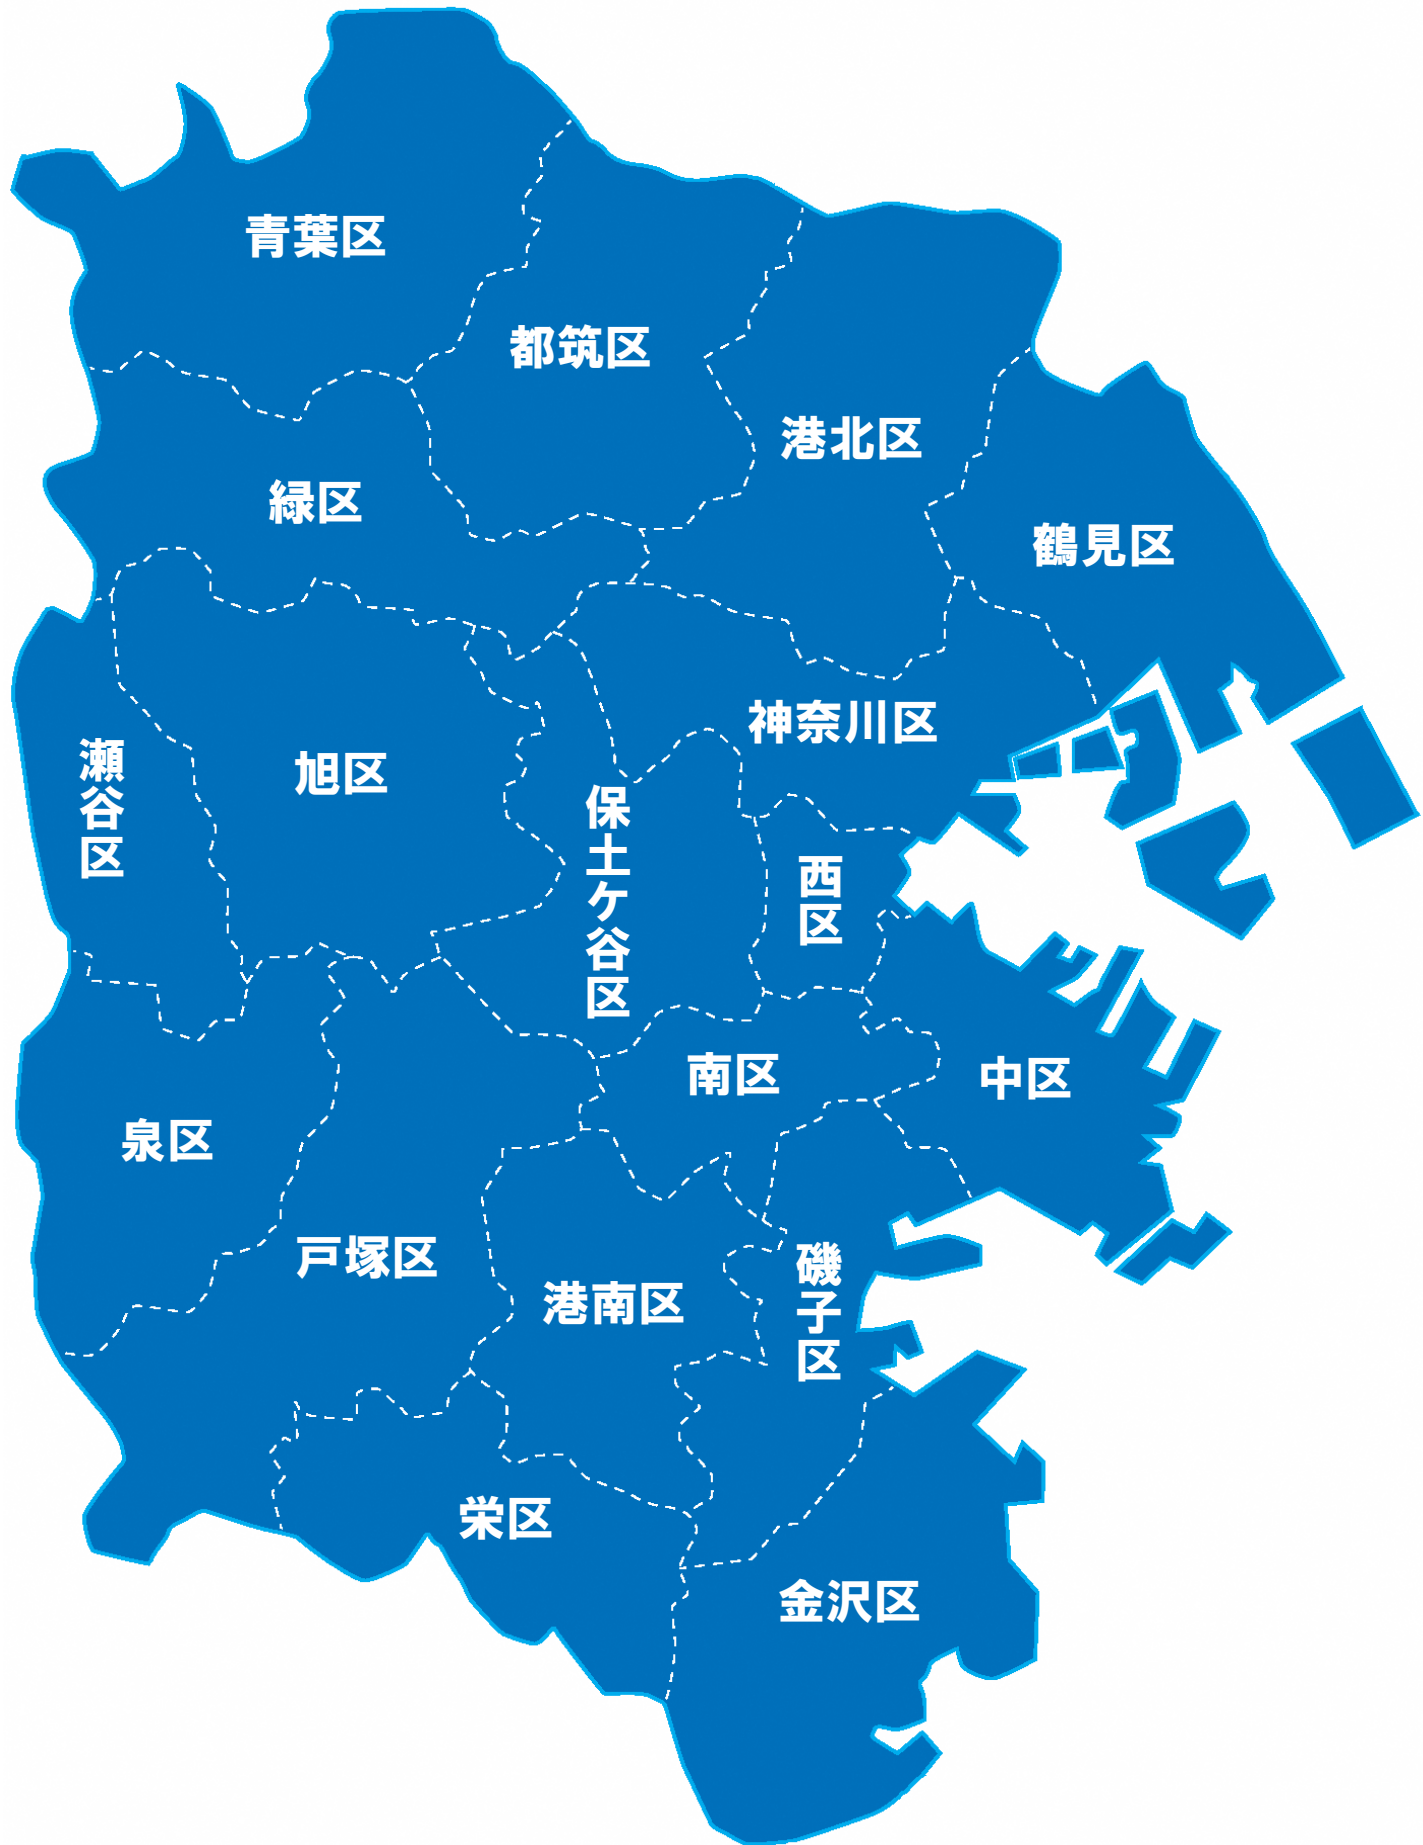 青葉区
都筑区
港北区
緑区
鶴見区
神奈川区
瀬谷区
旭区
保土ケ谷区
西区
南区
中区
泉区
戸塚区
港南区
磯子区
栄区
金沢区